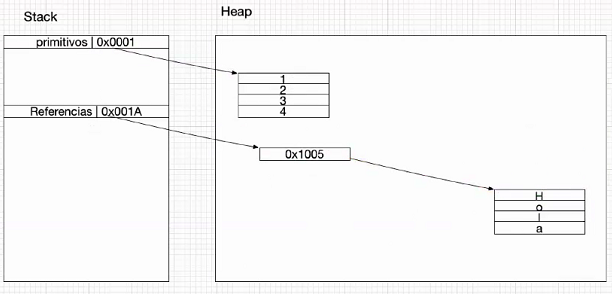 Stack
Heap
primitivos | 0x0001
1
2
3
4
Referencias | 0x001A
0x1005
H
o
l
a